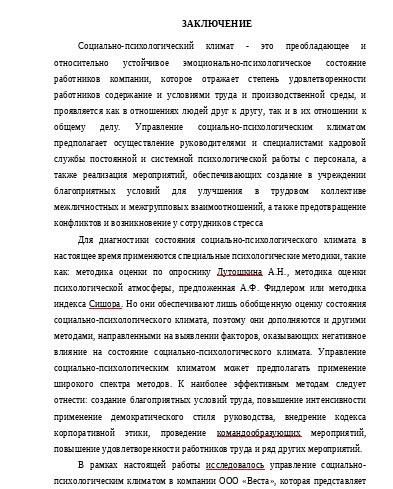 ЗАКЛЮЧЕНИЕ
Социально-психологический климат - это преобладающее и
относительно устойчивое эмоционально-психологическое состояние
работников компании, которое отражает степень удовлетворенности
работников содержание и условиями труда и производственной среды, и
проявляется как в отношениях людей друг к другу, так и в их отношении к
общему делу. Управление социально-психологическим климатом
предполагает осуществление руководителями и специалистами кадровой
службы постоянной и системной психологической работы с персонала, а
также реализация мероприятий, обеспечивающих создание в учреждении
благоприятных условий для улучшения в трудовом коллективе
межличностных и межгрупповых взаимоотношений, а также предотвращение
конфликтов и возникновение у сотрудников стресса
Для диагностики состояния социально-психологического климата в
настоящее время применяются специальные психологические методики, такие
как: методика оценки по опроснику Лутошкина А.Н., методика оценки
психологической атмосферы, предложенная А.Ф. Фидлером или методика
индекса Сишора. Но они обеспечивают лишь обобщенную оценку состояния
социально-психологического климата, поэтому они дополняются и другими
методами, направленными на выявлении факторов, оказывающих негативное
влияние на состояние социально-психологического климата. Управление
социально-психологическим климатом может предполагать применение
широкого спектра методов. К наиболее эффективным методам следует
отнести: создание благоприятных условий труда, повышение интенсивности
применение демократического стиля руководства, внедрение кодекса
корпоративной этики, проведение командообразующих мероприятий,
повышение удовлетворенности работников труда и ряд других мероприятий.
В рамках настоящей работы исследовалось управление социально-
психологическим климатом в компании ООО «Веста», которая представляет